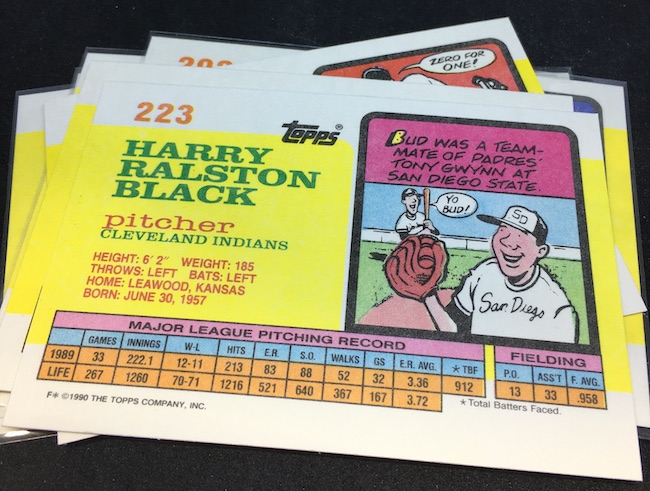 ZERO FOR
ONE!
223
Topps®
BUD WAS A TEAM-
MATE OF PADRES'
TONY GWYNN AT
SAN DIEGO STATE.
HARRY
RALSTON
BLACK
pitcher
CLEVELAND INDIANS
YO
BUD!
SD
San Diego
HEIGHT: 6' 2" WEIGHT: 185
THROWS: LEFT BATS: LEFT
HOME: LEAWOOD, KANSAS
BORN: JUNE 30, 1957
MAJOR LEAGUE PITCHING RECORD FIELDING
GAMES INNINGS W-L HITS E.R. S.O. WALKS GS E.R. AVG. *TBF P.O. ASS'T F. AVG.
1989 33 222.1 12-11 213 83 88 52 32 3.36 912 13 33 .958
LIFE 267 1260 70-71 1216 521 640 367 167 3.72
*Total Batters Faced.
F* ©1990 THE TOPPS COMPANY, INC.